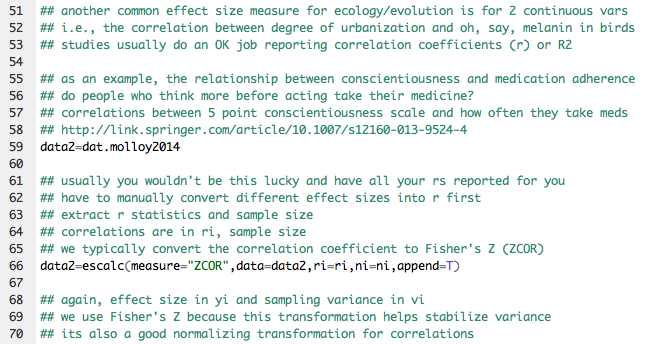 51 ## another common effect size measure for ecology/evolution is for 2 continuous vars
52 ## i.e., the correlation between degree of urbanization and oh, say, melanin in birds
53 ## studies usually do an OK job reporting correlation coefficients (r) or R2
54
55 ## as an example, the relationship between conscientiousness and medication adherence
56 ## do people who think more before acting take their medicine?
57 ## correlations between 5 point conscientiousness scale and how often they take meds
58 ## http://link.springer.com/article/10.1007/s12160-013-9524-4
59 data2=dat.molloy2014
60
61 ## usually you wouldn't be this lucky and have all your rs reported for you
62 ## have to manually convert different effect sizes into r first
63 ## extract r statistics and sample size
64 ## correlations are in ri, sample size
65 ## we typically convert the correlation coefficient to Fisher's Z (ZCOR)
66 data2=escalc(measure="ZCOR",data=data2,ri=ri,ni=ni,append=T)
67
68 ## again, effect size in yi and sampling variance in vi
69 ## we use Fisher's Z because this transformation helps stabilize variance
70 ## its also a good normalizing transformation for correlations